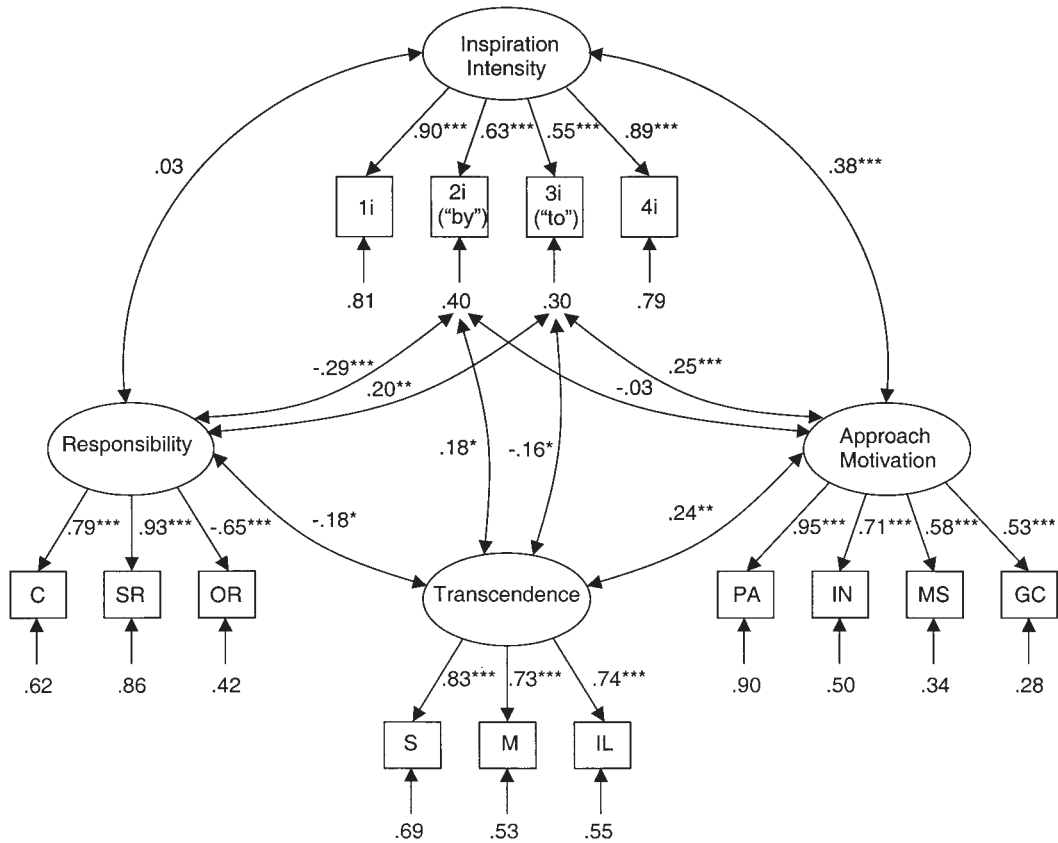 Inspiration
Intensity
.90*** .63*** .55*** .89***
.03
.38***
1i
2i
("by")
3i
("to")
4i
.81 .40 .30 .79
-.29***
.20**
-.03
.25***
Responsibility
Approach
Motivation
.18* -.16*
-.18*
.24**
.79*** .93*** -.65***
.95*** .71*** .58*** .53***
C SR OR
Transcendence
PA IN MS GC
.62 .86 .42
.90 .50 .34 .28
.83*** .73*** .74***
S M IL
.69 .53 .55